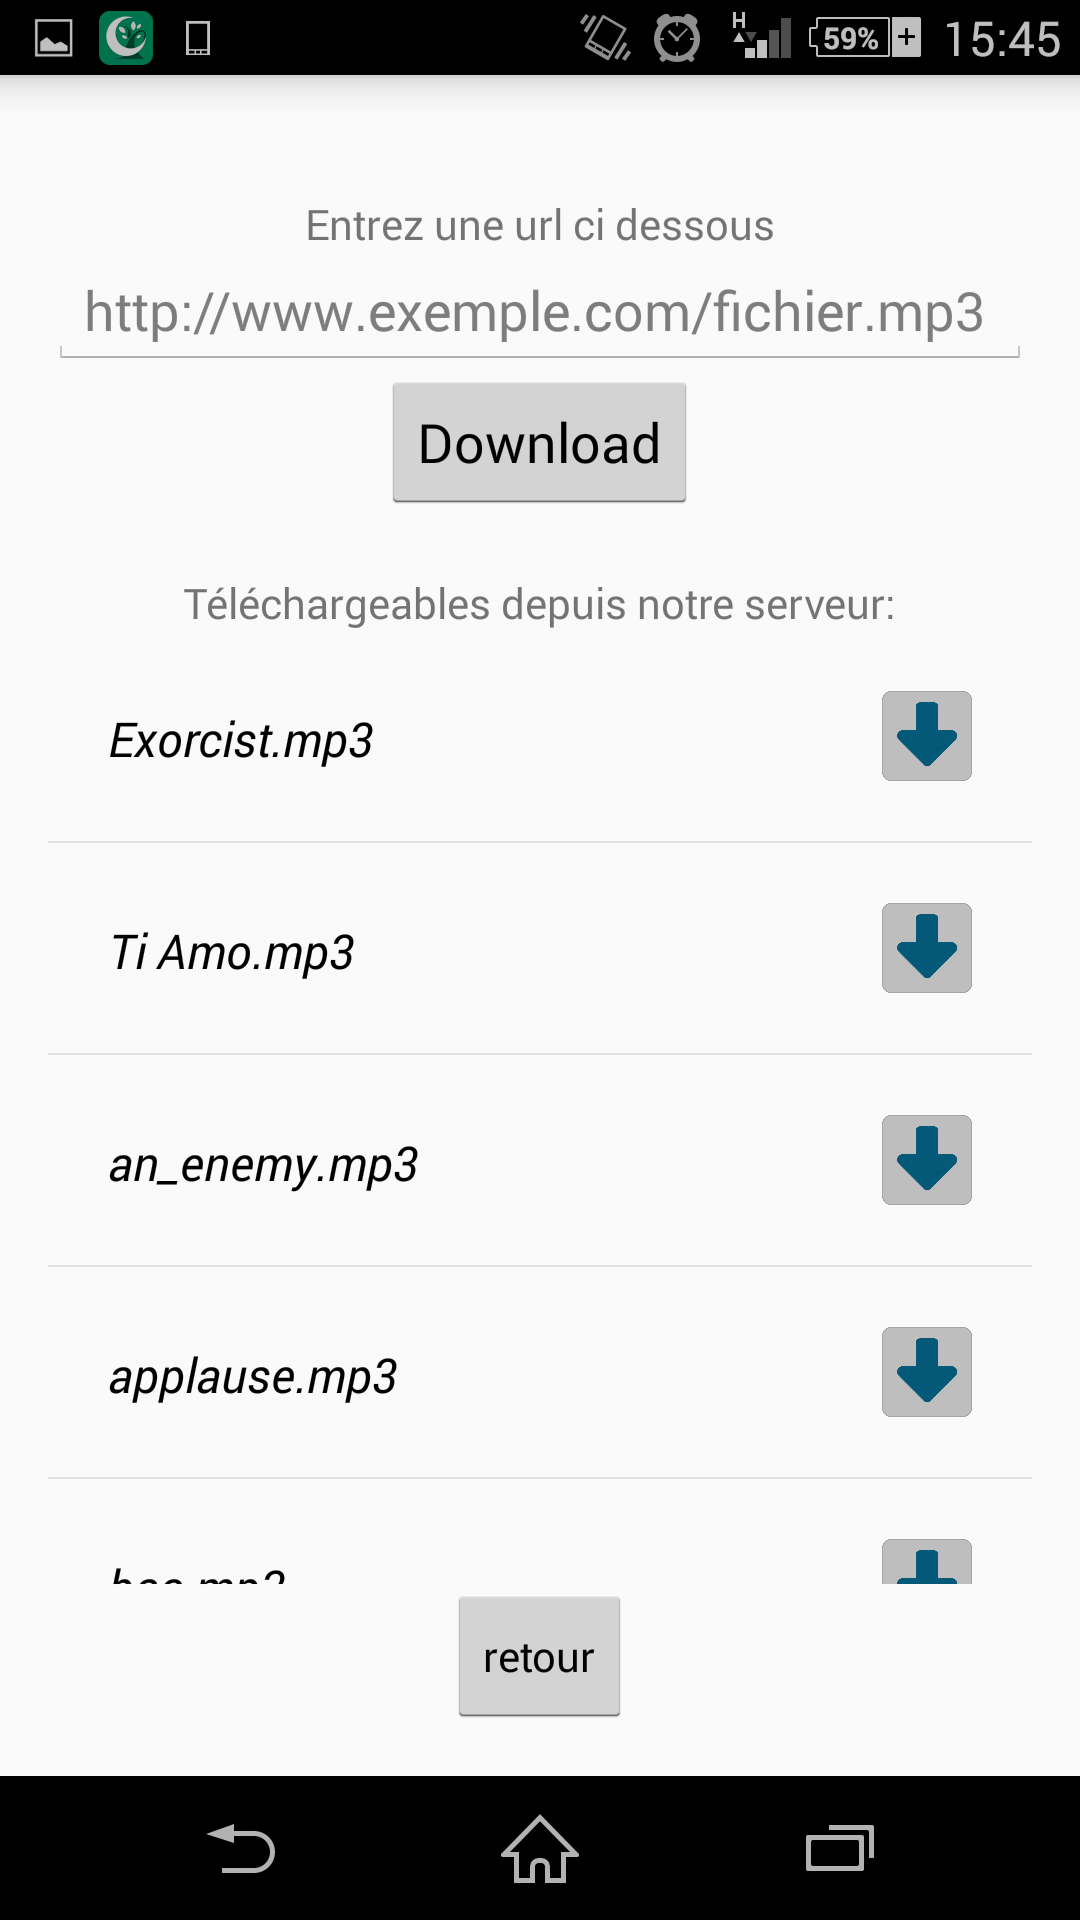 H 59% 15:45
Entrez une url ci dessous
http://www.exemple.com/fichier.mp3
Download
Téléchargeables depuis notre serveur:
Exorcist.mp3
Ti Amo.mp3
an_enemy.mp3
applause.mp3
retour